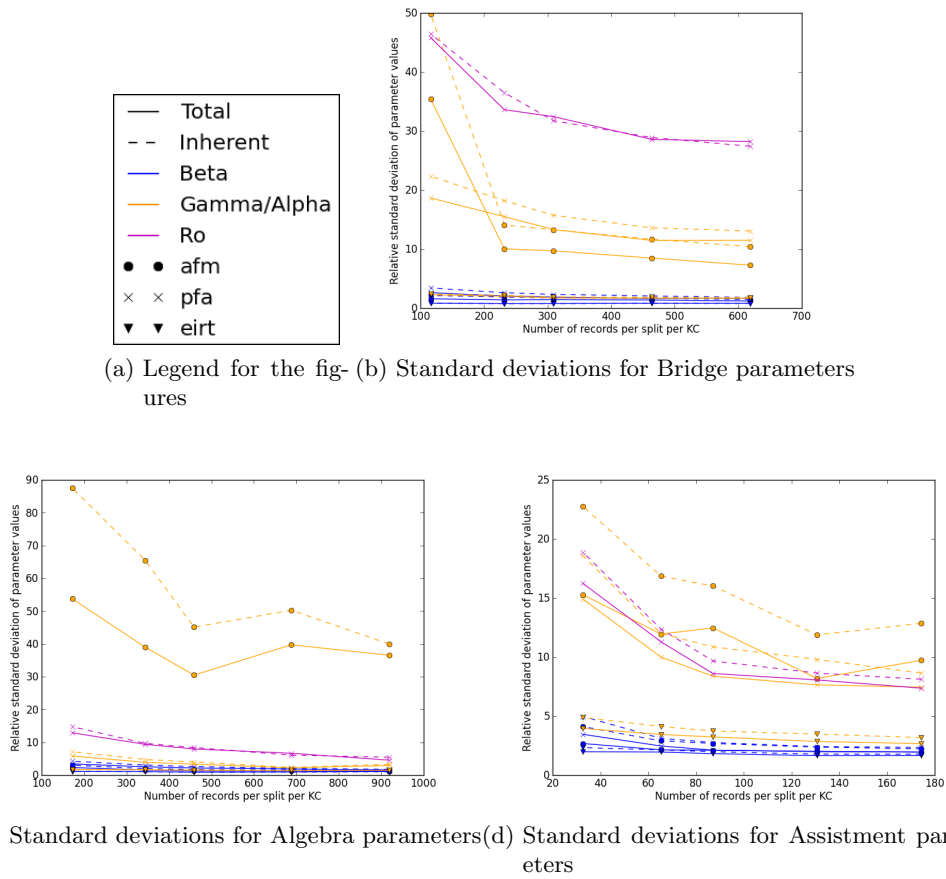 Total
Inherent
Beta
Gamma/Alpha
Ro
afm
pfa
eirt
(a) Legend for the fig-
ures
Relative standard deviation of parameter values
50
40
30
20
10
0
100 200 300 400 500 600 700
Number of records per split per KC
(b) Standard deviations for Bridge parameters
Relative standard deviation of parameter values
90
80
70
60
50
40
30
20
10
0
100 200 300 400 500 600 700 800 900 1000
Number of records per split per KC
Standard deviations for Algebra parameters
Relative standard deviation of parameter values
25
20
15
10
5
0
20 40 60 80 100 120 140 160 180
Number of records per split per KC
(d) Standard deviations for Assistment par
eters